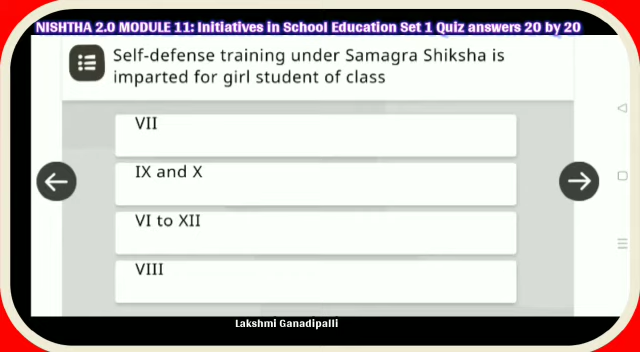 NISHTHA 2.0 MODULE 11: Initiatives in School Education Set 1 Quiz answers 20 by 20
Self-defense training under Samagra Shiksha is
imparted for girl student of class
VII
IX and X
VI to XII
VIII
Lakshmi Ganadipalli